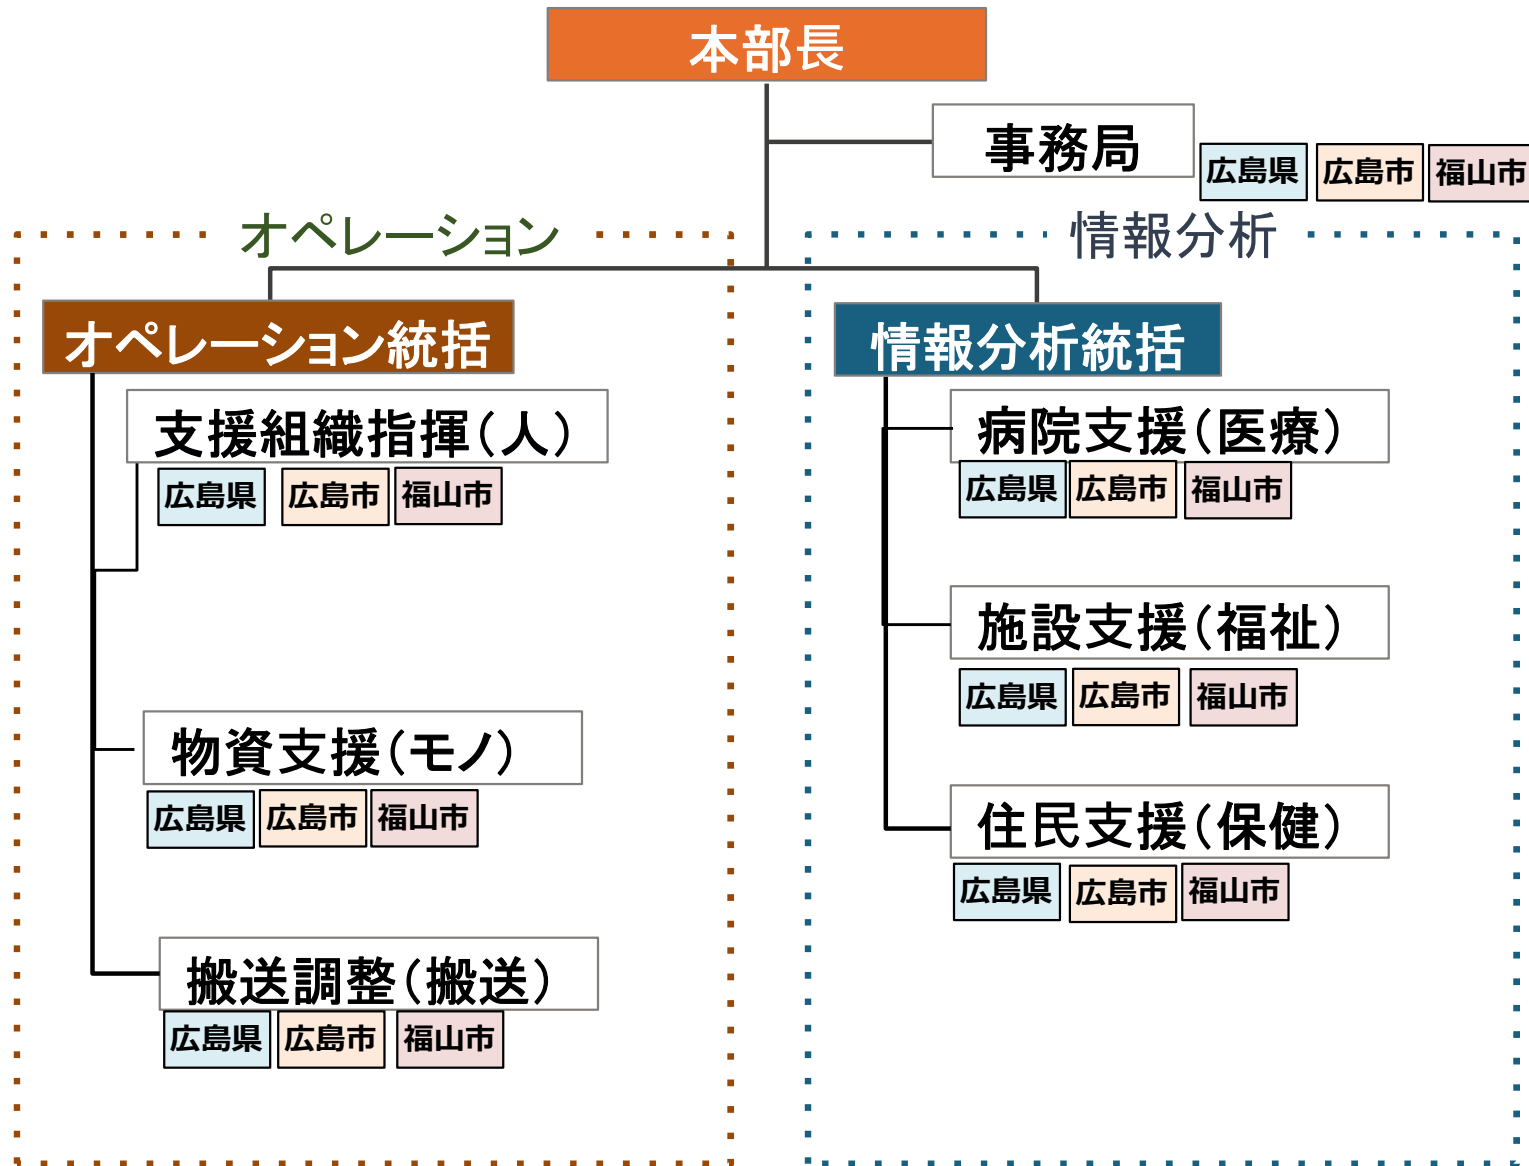 本部長
事務局
広島県 広島市 福山市
オペレーション
オペレーション統括
支援組織指揮(人)
広島県 広島市 福山市
物資支援(モノ)
広島県 広島市 福山市
搬送調整(搬送)
広島県 広島市 福山市
情報分析
情報分析統括
病院支援(医療)
広島県 広島市 福山市
施設支援(福祉)
広島県 広島市 福山市
住民支援(保健)
広島県 広島市 福山市